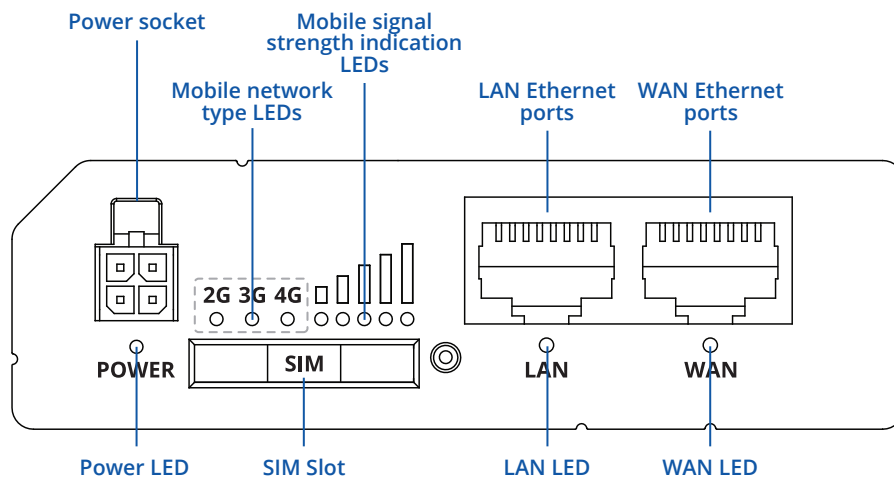 Power socket
Mobile signal
strength indication
LEDs
Mobile network
type LEDs
LAN Ethernet
ports
WAN Ethernet
ports
2G 3G 4G
POWER
SIM
LAN
WAN
Power LED
SIM Slot
LAN LED
WAN LED